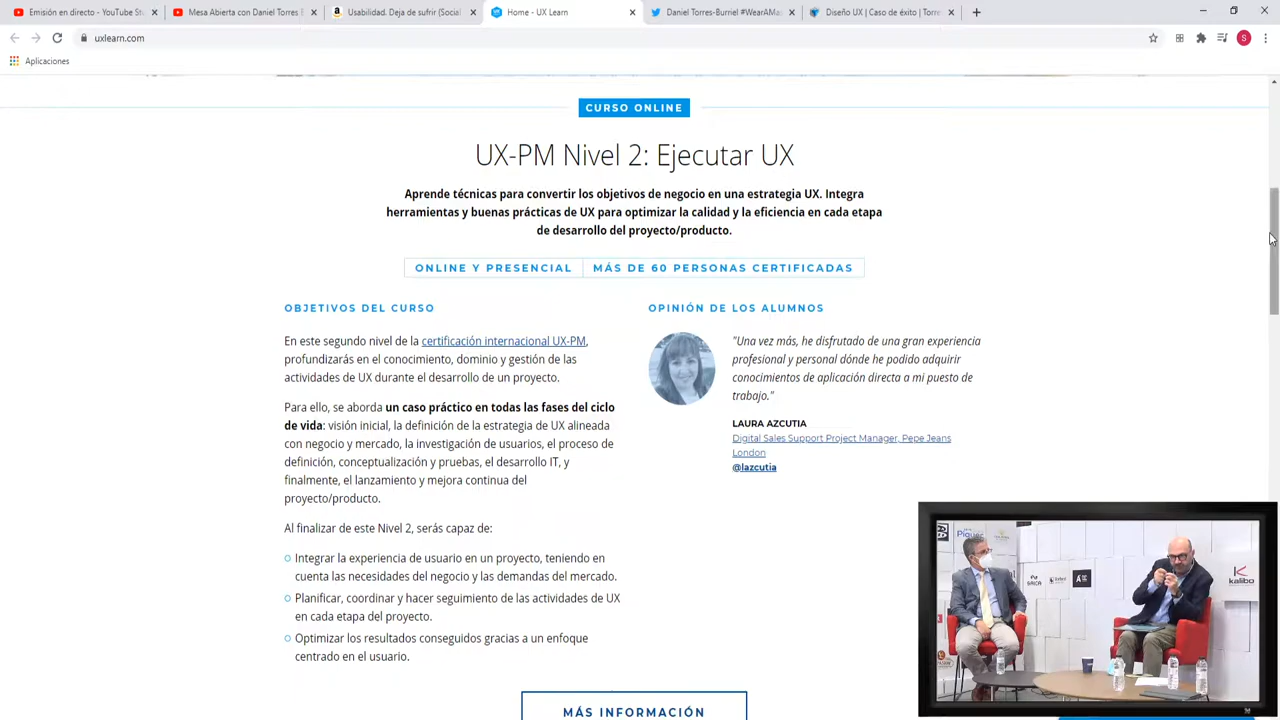 Emisión en directo - YouTube St
Mesa Abierta con Daniel Torres B
Usabilidad. Deja de sufrir (Social
Home - UX Learn
Daniel Torres-Burriel #WearAMa
Diseño UX | Caso de éxito | Torre
uxlearn.com
S
Aplicaciones
CURSO ONLINE
UX-PM Nivel 2: Ejecutar UX
Aprende técnicas para convertir los objetivos de negocio en una estrategia UX. Integra
herramientas y buenas prácticas de UX para optimizar la calidad y la eficiencia en cada etapa
de desarrollo del proyecto/producto.
ONLINE Y PRESENCIAL
MÁS DE 60 PERSONAS CERTIFICADAS
OBJETIVOS DEL CURSO
En este segundo nivel de la certificación internacional UX-PM,
profundizarás en el conocimiento, dominio y gestión de las
actividades de UX durante el desarrollo de un proyecto.
Para ello, se aborda un caso práctico en todas las fases del ciclo
de vida: visión inicial, la definición de la estrategia de UX alineada
con negocio y mercado, la investigación de usuarios, el proceso de
definición, conceptualización y pruebas, el desarrollo IT, y
finalmente, el lanzamiento y mejora continua del
proyecto/producto.
Al finalizar de este Nivel 2, serás capaz de:
Integrar la experiencia de usuario en un proyecto, teniendo en
cuenta las necesidades del negocio y las demandas del mercado.
Planificar, coordinar y hacer seguimiento de las actividades de UX
en cada etapa del proyecto.
Optimizar los resultados conseguidos gracias a un enfoque
centrado en el usuario.
OPINIÓN DE LOS ALUMNOS
"Una vez más, he disfrutado de una gran experiencia
profesional y personal dónde he podido adquirir
conocimientos de aplicación directa a mi puesto de
trabajo."
LAURA AZCUTIA
Digital Sales Support Project Manager, Pepe Jeans
London
@lazcutia
MÁS INFORMACIÓN
Piquer
kalibo